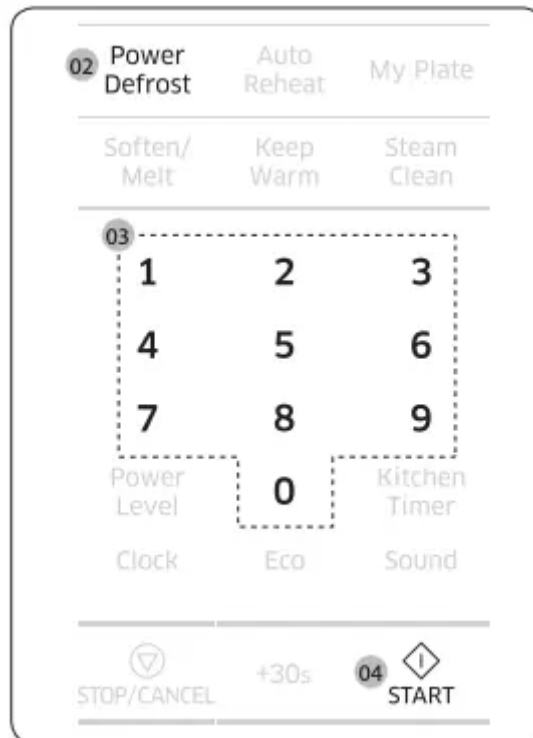 02 Power Defrost
Auto Reheat
My Plate
Soften/ Melt
Keep Warm
Steam Clean
03
1 2 3
4 5 6
7 8 9
Power Level
0
Kitchen Timer
Clock Eco Sound
STOP/CANCEL
+30s
04 START